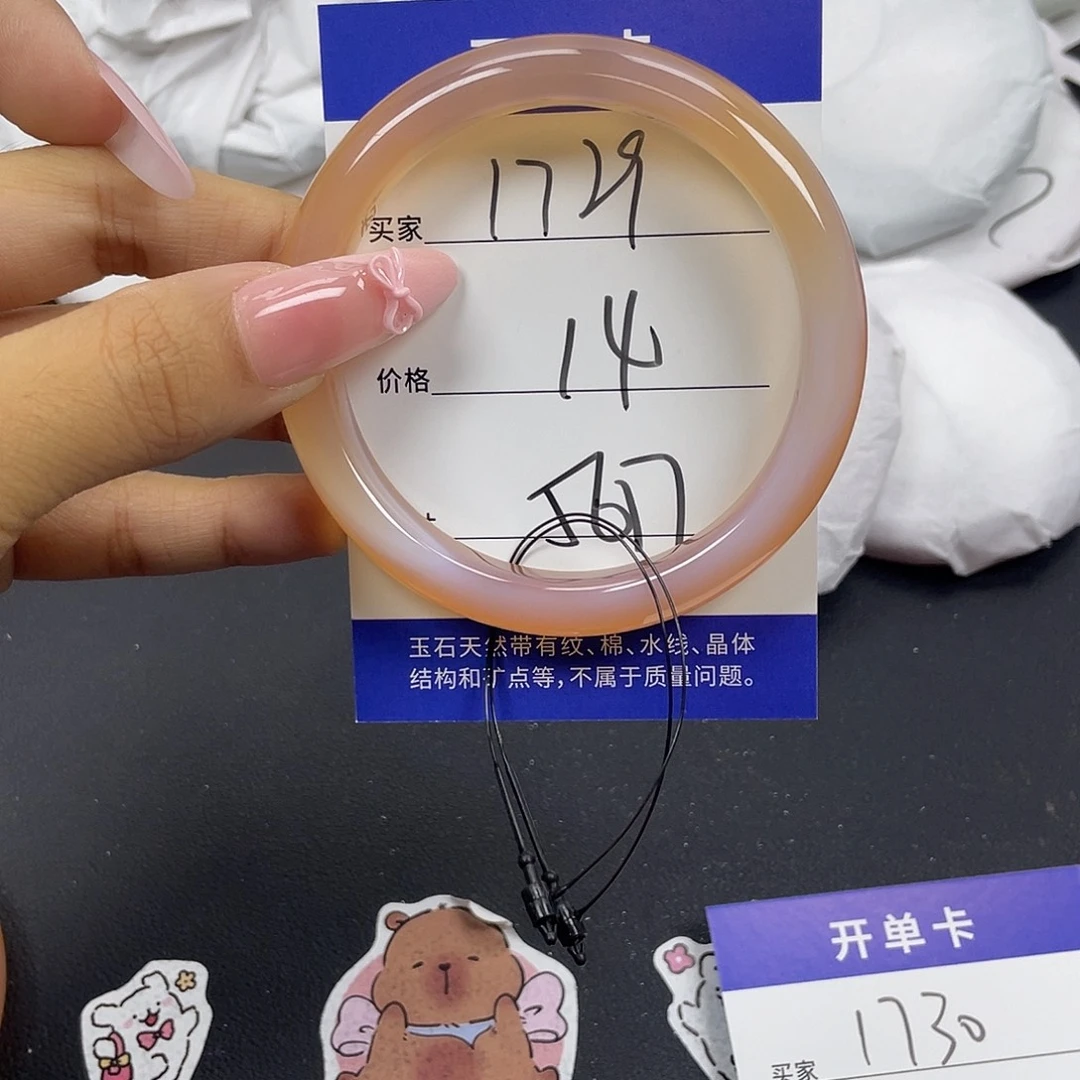 买家 1729
价格 14
567
玉石天然带有纹、棉、水线、晶体
结构和矿点等,不属于质量问题。
开单卡
买家 1730